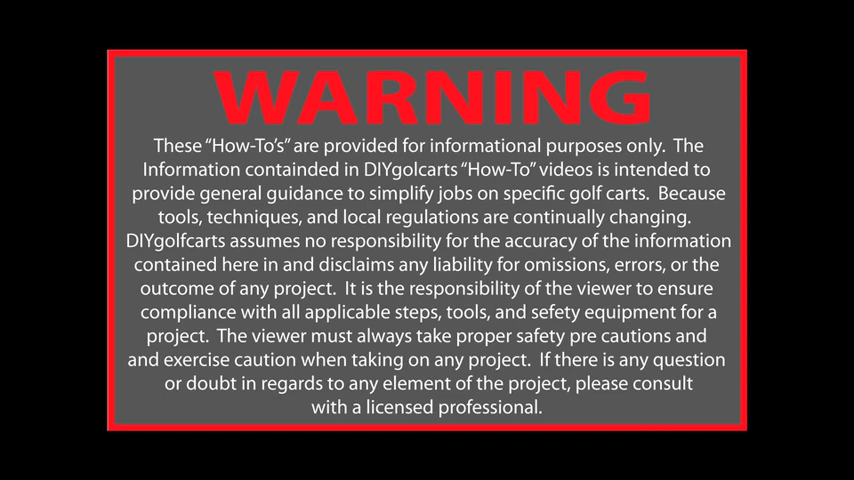 WARNING
These “How-To’s” are provided for informational purposes only.  The
Information containded in DIYgolcarts “How-To” videos is intended to
provide general guidance to simplify jobs on specific golf carts.  Because
tools, techniques, and local regulations are continually changing.
DIYgolfcarts assumes no responsibility for the accuracy of the information
contained here in and disclaims any liability for omissions, errors, or the
outcome of any project.  It is the responsibility of the viewer to ensure
compliance with all applicable steps, tools, and sefety equipment for a
project.  The viewer must always take proper safety pre cautions and
and exercise caution when taking on any project.  If there is any question
or doubt in regards to any element of the project, please consult
with a licensed professional.